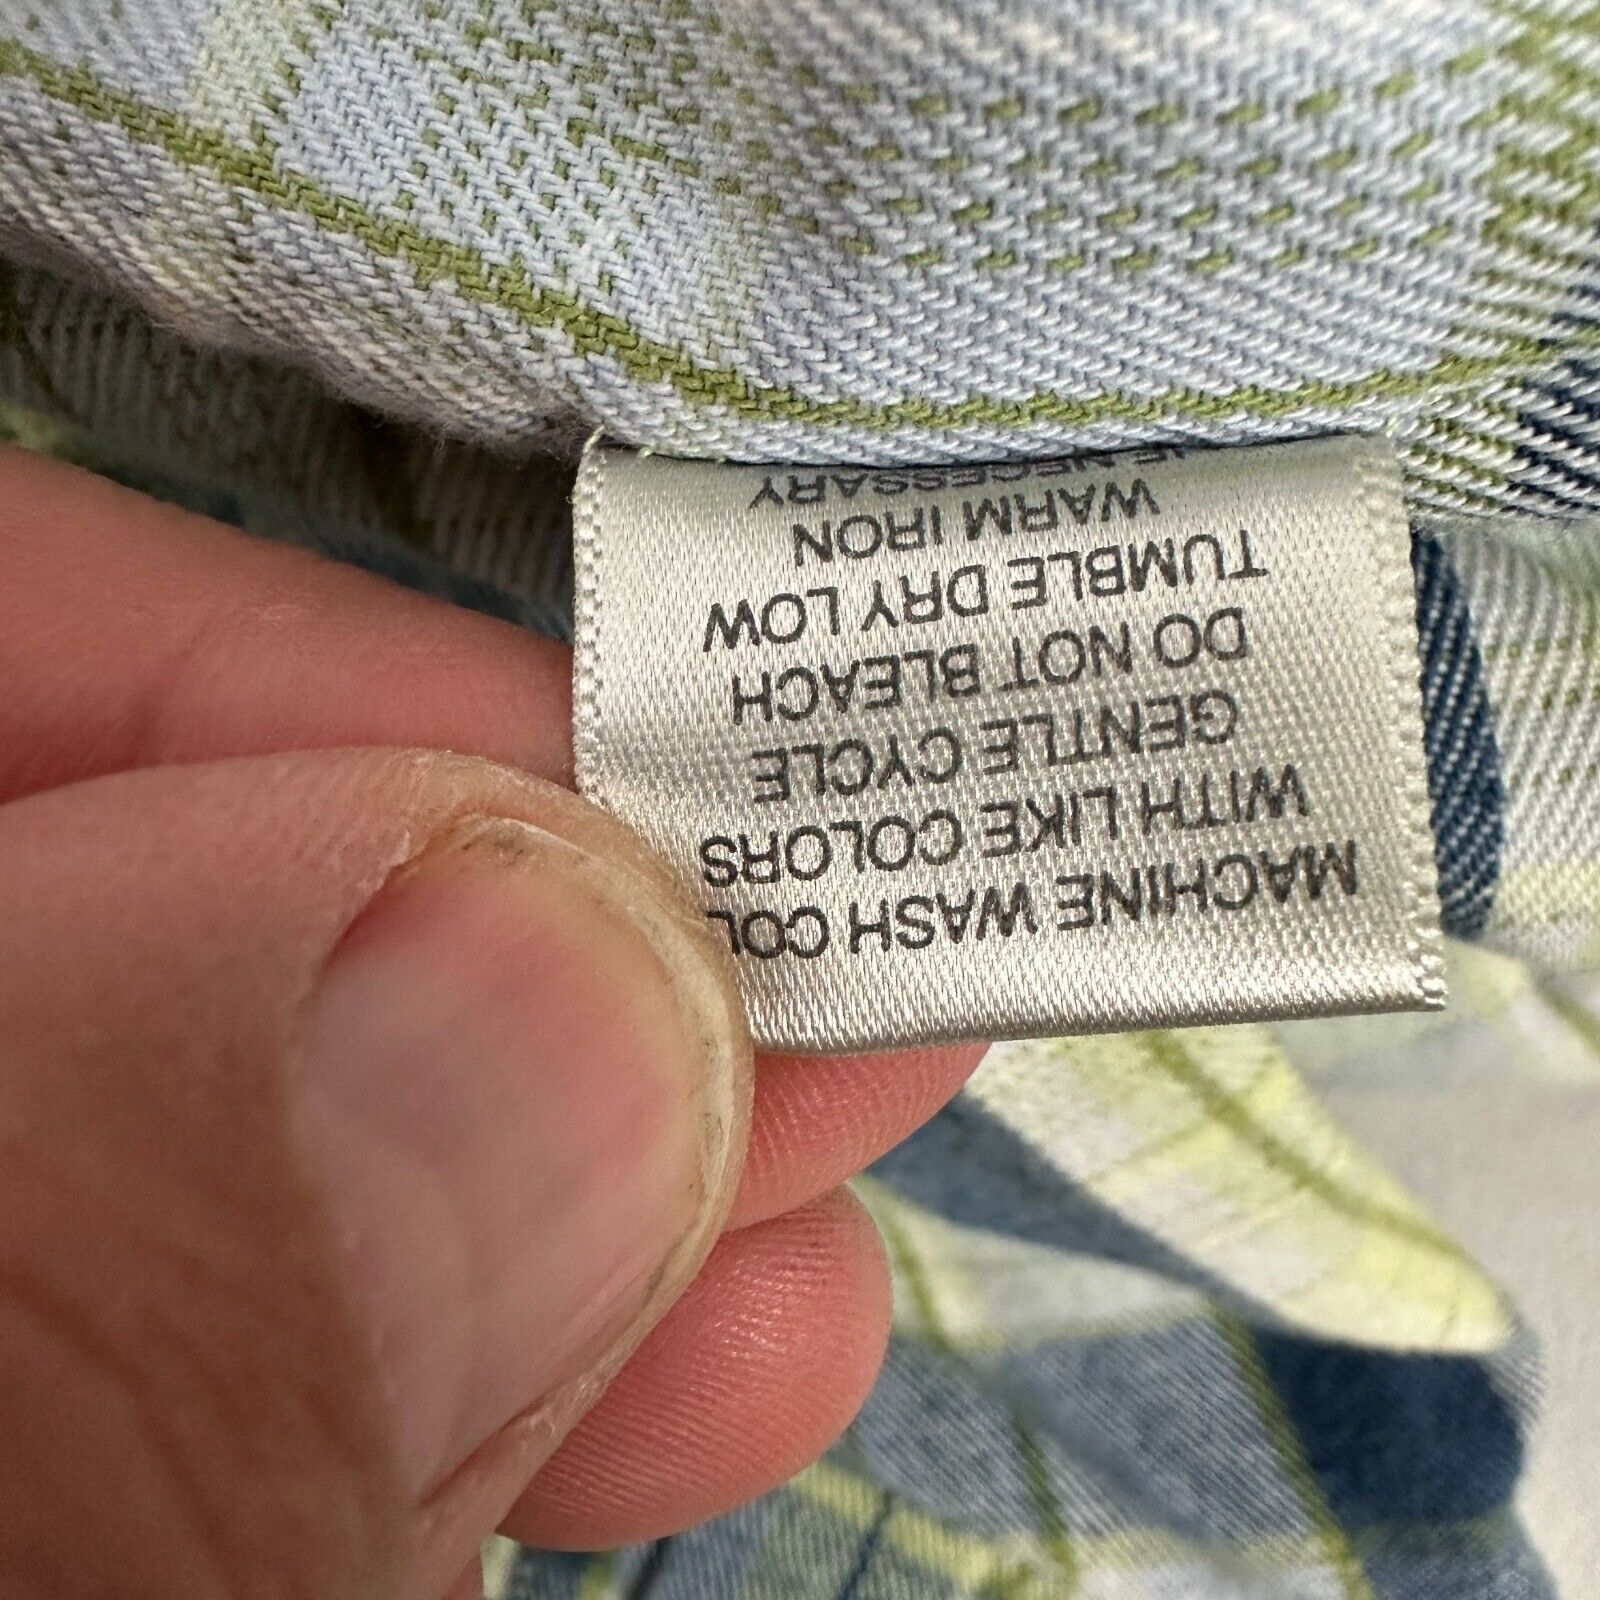 MACHINE WASH COL
WITH LIKE COLORS
GENTLE CYCLE
DO NOT BLEACH
TUMBLE DRY LOW
WARM IRON
NECESSARY